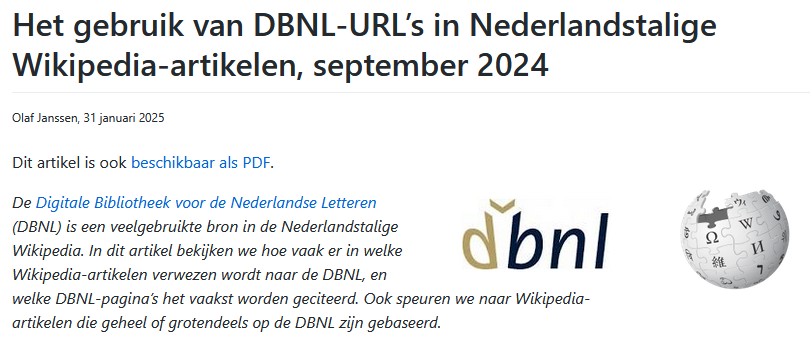 Het gebruik van DBNL-URL’s in Nederlandstalige
Wikipedia-artikelen, september 2024
Olaf Janssen, 31 januari 2025
Dit artikel is ook beschikbaar als PDF.
De Digitale Bibliotheek voor de Nederlandse Letteren
(DBNL) is een veelgebruikte bron in de Nederlandstalige
Wikipedia. In dit artikel bekijken we hoe vaak er in welke
Wikipedia-artikelen verwezen wordt naar de DBNL, en
welke DBNL-pagina’s het vaakst worden geciteerd. Ook speuren we naar Wikipedia-
artikelen die geheel of grotendeels op de DBNL zijn gebaseerd.
dbnl
Ω W
維 И